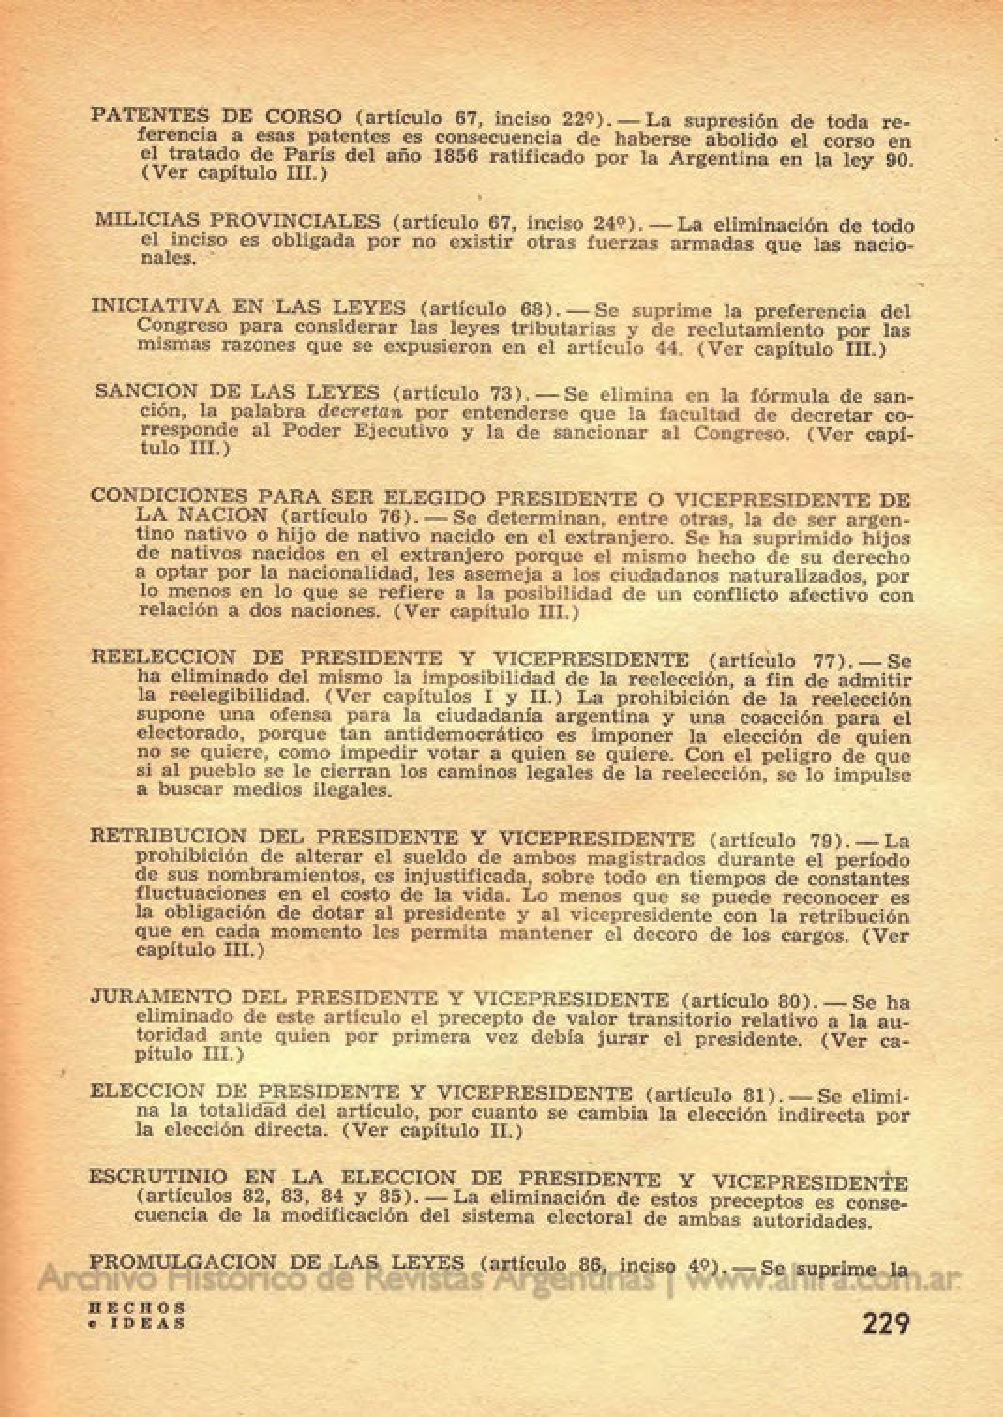 PATENTES DE CORSO (artículo 67, inciso 22º). — La supresión de toda re-
ferencia a esas patentes es consecuencia de haberse abolido el corso en
el tratado de París del año 1856 ratificado por la Argentina en la ley 90.
(Ver capítulo III.)
MILICIAS PROVINCIALES (artículo 67, inciso 24º). — La eliminación de todo
el inciso es obligada por no existir otras fuerzas armadas que las nacio-
nales.
INICIATIVA EN LAS LEYES (artículo 68). — Se suprime la preferencia del
Congreso para considerar las leyes tributarias y de reclutamiento por las
mismas razones que se expusieron en el artículo 44. (Ver capítulo III.)
SANCION DE LAS LEYES (artículo 73). — Se elimina en la fórmula de san-
ción, la palabra decretan por entenderse que la facultad de decretar co-
rresponde al Poder Ejecutivo y la de sancionar al Congreso. (Ver capí-
tulo III.)
CONDICIONES PARA SER ELEGIDO PRESIDENTE O VICEPRESIDENTE DE
LA NACION (artículo 76). — Se determinan, entre otras, la de ser argen-
tino nativo o hijo de nativo nacido en el extranjero. Se ha suprimido hijos
de nativos nacidos en el extranjero porque el mismo hecho de su derecho
a optar por la nacionalidad, les asemeja a los ciudadanos naturalizados, por
lo menos en lo que se refiere a la posibilidad de un conflicto afectivo con
relación a dos naciones. (Ver capítulo III.)
REELECCION DE PRESIDENTE Y VICEPRESIDENTE (artículo 77). — Se
ha eliminado del mismo la imposibilidad de la reelección, a fin de admitir
la reelegibilidad. (Ver capítulos I y II.) La prohibición de la reelección
supone una ofensa para la ciudadanía argentina y una coacción para el
electorado, porque tan antidemocrático es imponer la elección de quien
no se quiere, como impedir votar a quien se quiere. Con el peligro de que
si al pueblo se le cierran los caminos legales de la reelección, se lo impulse
a buscar medios ilegales.
RETRIBUCION DEL PRESIDENTE Y VICEPRESIDENTE (artículo 79). — La
prohibición de alterar el sueldo de ambos magistrados durante el período
de sus nombramientos, es injustificada, sobre todo en tiempos de constantes
fluctuaciones en el costo de la vida. Lo menos que se puede reconocer es
la obligación de dotar al presidente y al vicepresidente con la retribución
que en cada momento les permita mantener el decoro de los cargos. (Ver
capítulo III.)
JURAMENTO DEL PRESIDENTE Y VICEPRESIDENTE (artículo 80). — Se ha
eliminado de este artículo el precepto de valor transitorio relativo a la au-
toridad ante quien por primera vez debía jurar el presidente. (Ver ca-
pítulo III.)
ELECCION DE PRESIDENTE Y VICEPRESIDENTE (artículo 81). — Se elimi-
na la totalidad del artículo, por cuanto se cambia la elección indirecta por
la elección directa. (Ver capítulo II.)
ESCRUTINIO EN LA ELECCION DE PRESIDENTE Y VICEPRESIDENTE
(artículos 82, 83, 84 y 85). — La eliminación de estos preceptos es conse-
cuencia de la modificación del sistema electoral de ambas autoridades.
PROMULGACION DE LAS LEYES (artículo 86, inciso 4º). — Se suprime la
Archivo Histórico de Revistas Argentinas | www.ahira.com.ar
HECHOS
e IDEAS
229